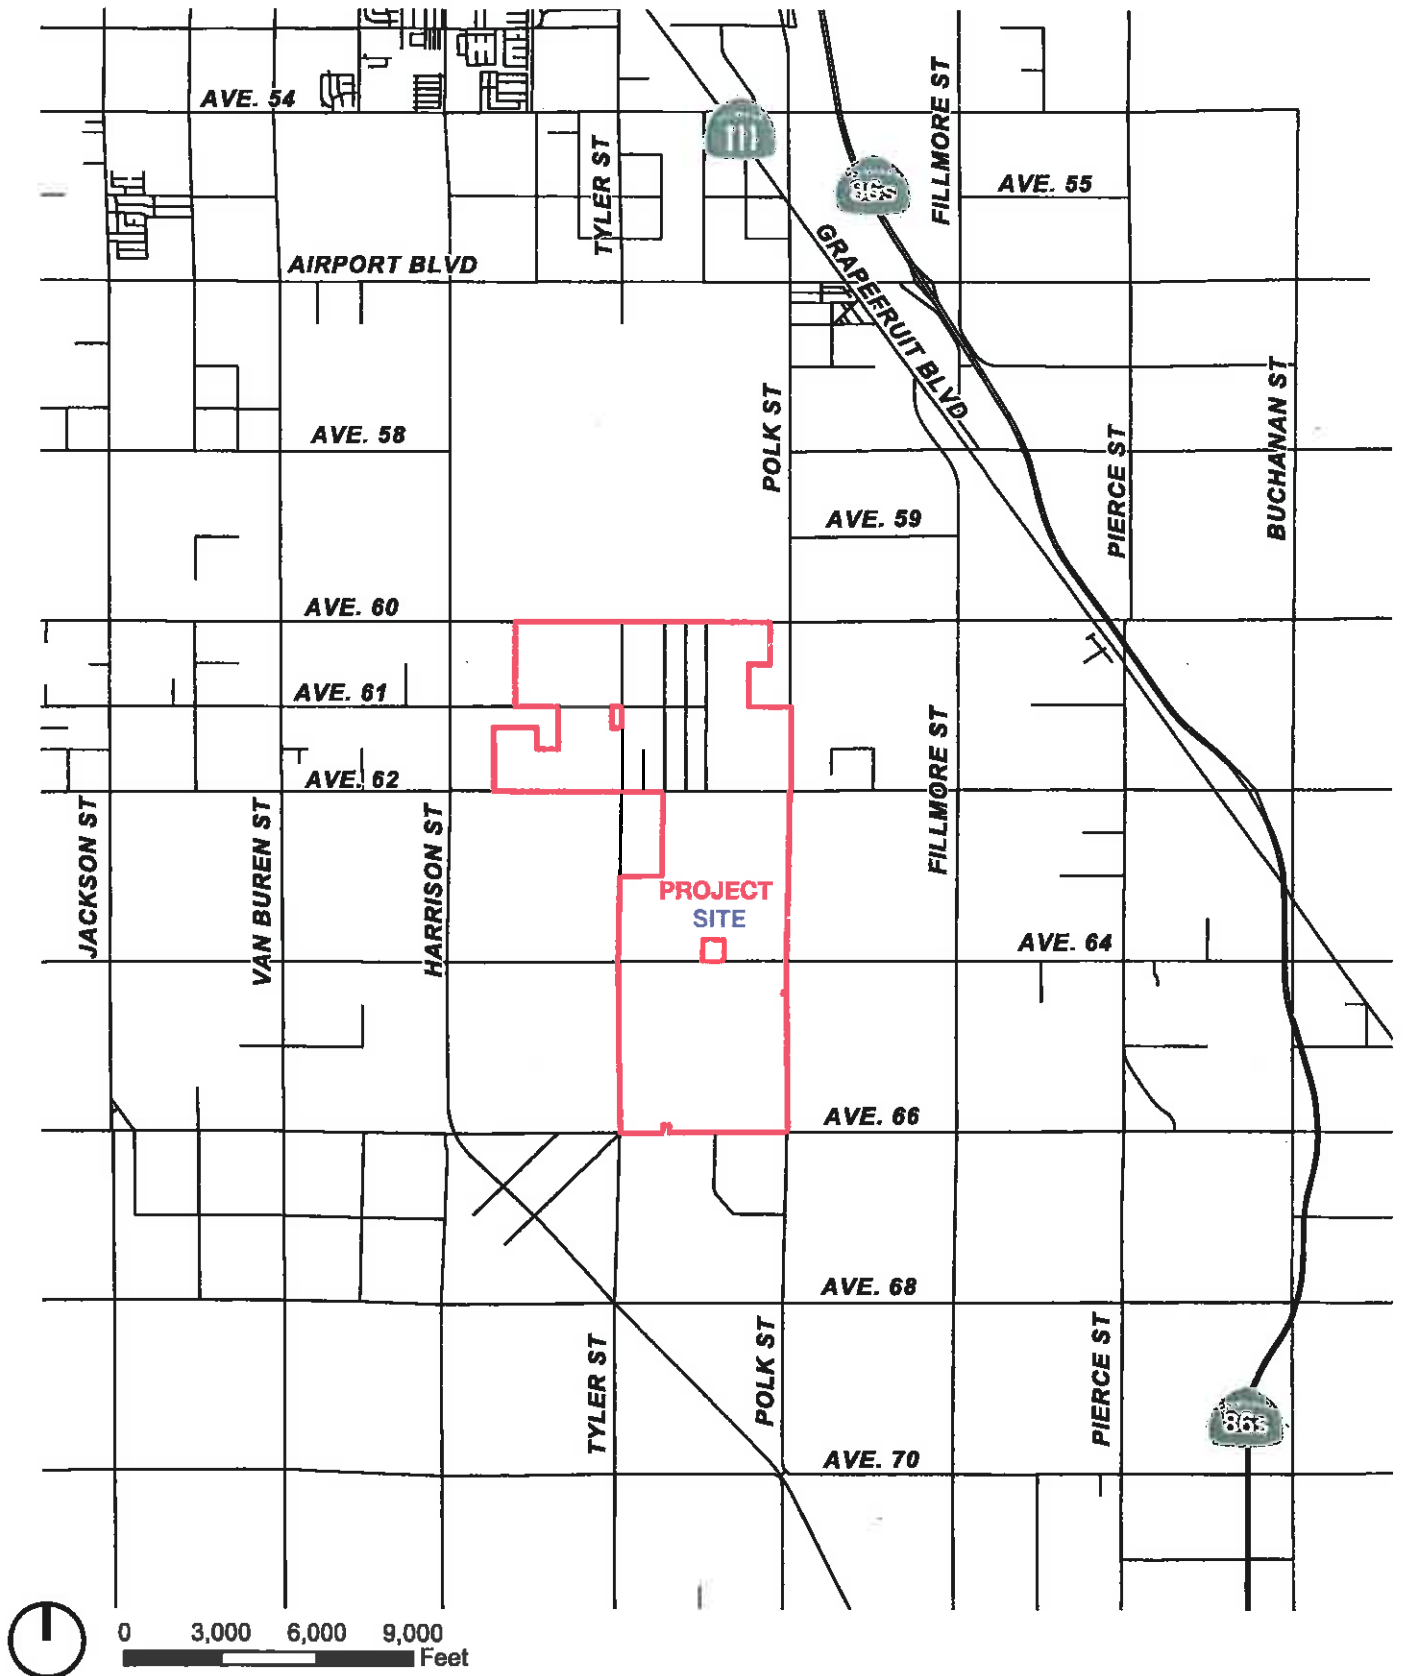 AVE. 54
FILLMORE ST
TYLER ST
111
86s
AVE. 55
AIRPORT BLVD
GRAPEFRUIT BLVD
POLK ST
AVE. 58
BUCHANAN ST
PIERCE ST
AVE. 59
AVE. 60
AVE. 61
AVE. 62
FILLMORE ST
JACKSON ST
VAN BUREN ST
HARRISON ST
PROJECT
SITE
AVE. 64
AVE. 66
AVE. 68
TYLER ST
POLK ST
PIERCE ST
86s
AVE. 70
0 3,000 6,000 9,000
Feet